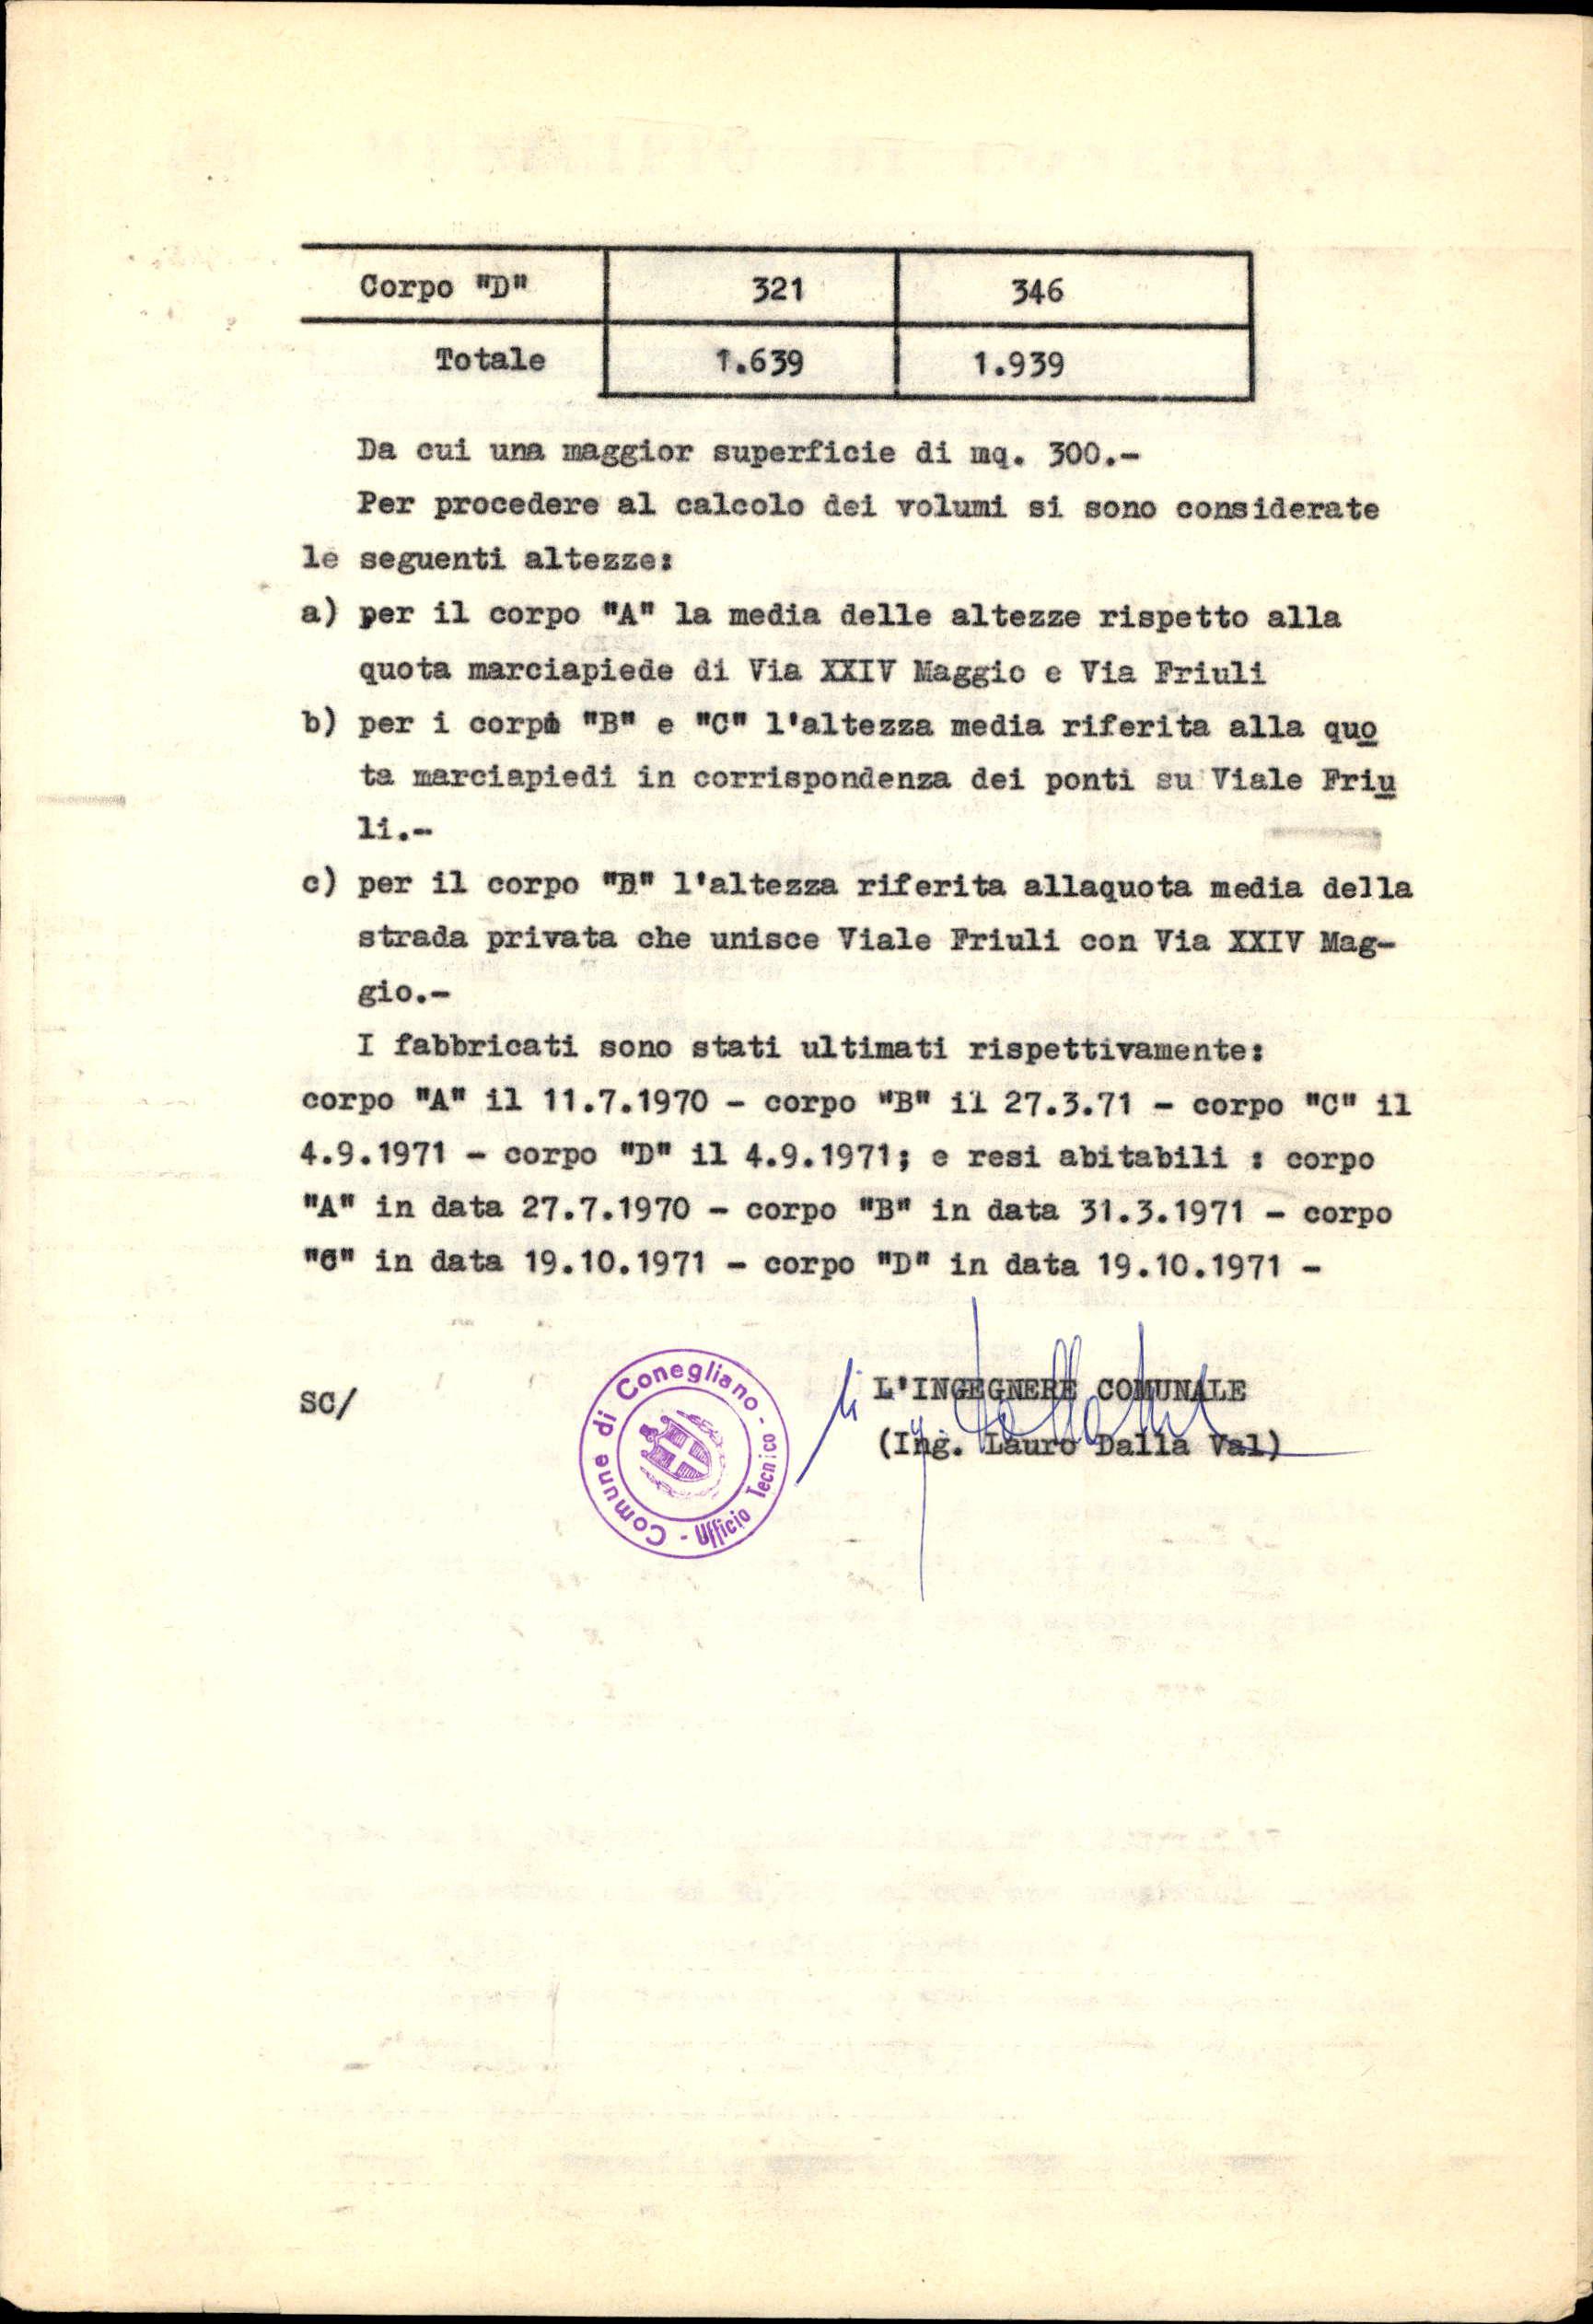 Corpo "D" 321 346
Totale 1.639 1.939
Da cui una maggior superficie di mq. 300.-
Per procedere al calcolo dei volumi si sono considerate
le seguenti altezze:
a) per il corpo "A" la media delle altezze rispetto alla
quota marciapiede di Via XXIV Maggio e Via Friuli
b) per i corpi "B" e "C" l'altezza media riferita alla quo
ta marciapiedi in corrispondenza dei ponti su Viale Friu
li.-
c) per il corpo "D" l'altezza riferita allaquota media della
strada privata che unisce Viale Friuli con Via XXIV Mag-
gio.-
I fabbricati sono stati ultimati rispettivamente:
corpo "A" il 11.7.1970 - corpo "B" il 27.3.71 - corpo "C" il
4.9.1971 - corpo "D" il 4.9.1971; e resi abitabili : corpo
"A" in data 27.7.1970 - corpo "B" in data 31.3.1971 - corpo
"C" in data 19.10.1971 - corpo "D" in data 19.10.1971 -
SC/
Comune di Conegliano - Ufficio Tecnico -
L'INGEGNERE COMUNALE
(Ing. Lauro Dalla Val)